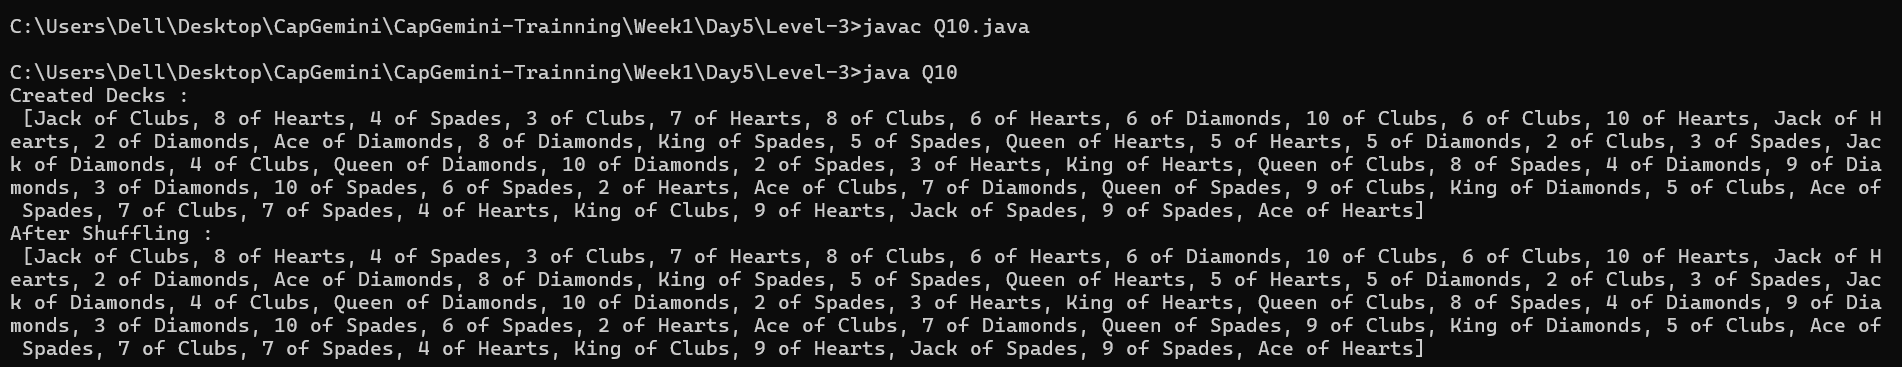 C:\Users\Dell\Desktop\CapGemini\CapGemini-Trainning\Week1\Day5\Level-3>javac Q10.java
C:\Users\Dell\Desktop\CapGemini\CapGemini-Trainning\Week1\Day5\Level-3>java Q10
Created Decks :
 [Jack of Clubs, 8 of Hearts, 4 of Spades, 3 of Clubs, 7 of Hearts, 8 of Clubs, 6 of Hearts, 6 of Diamonds, 10 of Clubs, 6 of Clubs, 10 of Hearts, Jack of H
earts, 2 of Diamonds, Ace of Diamonds, 8 of Diamonds, King of Spades, 5 of Spades, Queen of Hearts, 5 of Hearts, 5 of Diamonds, 2 of Clubs, 3 of Spades, Jac
k of Diamonds, 4 of Clubs, Queen of Diamonds, 10 of Diamonds, 2 of Spades, 3 of Hearts, King of Hearts, Queen of Clubs, 8 of Spades, 4 of Diamonds, 9 of Dia
monds, 3 of Diamonds, 10 of Spades, 6 of Spades, 2 of Hearts, Ace of Clubs, 7 of Diamonds, Queen of Spades, 9 of Clubs, King of Diamonds, 5 of Clubs, Ace of
 Spades, 7 of Clubs, 7 of Spades, 4 of Hearts, King of Clubs, 9 of Hearts, Jack of Spades, 9 of Spades, Ace of Hearts]
After Shuffling :
 [Jack of Clubs, 8 of Hearts, 4 of Spades, 3 of Clubs, 7 of Hearts, 8 of Clubs, 6 of Hearts, 6 of Diamonds, 10 of Clubs, 6 of Clubs, 10 of Hearts, Jack of H
earts, 2 of Diamonds, Ace of Diamonds, 8 of Diamonds, King of Spades, 5 of Spades, Queen of Hearts, 5 of Hearts, 5 of Diamonds, 2 of Clubs, 3 of Spades, Jac
k of Diamonds, 4 of Clubs, Queen of Diamonds, 10 of Diamonds, 2 of Spades, 3 of Hearts, King of Hearts, Queen of Clubs, 8 of Spades, 4 of Diamonds, 9 of Dia
monds, 3 of Diamonds, 10 of Spades, 6 of Spades, 2 of Hearts, Ace of Clubs, 7 of Diamonds, Queen of Spades, 9 of Clubs, King of Diamonds, 5 of Clubs, Ace of
 Spades, 7 of Clubs, 7 of Spades, 4 of Hearts, King of Clubs, 9 of Hearts, Jack of Spades, 9 of Spades, Ace of Hearts]